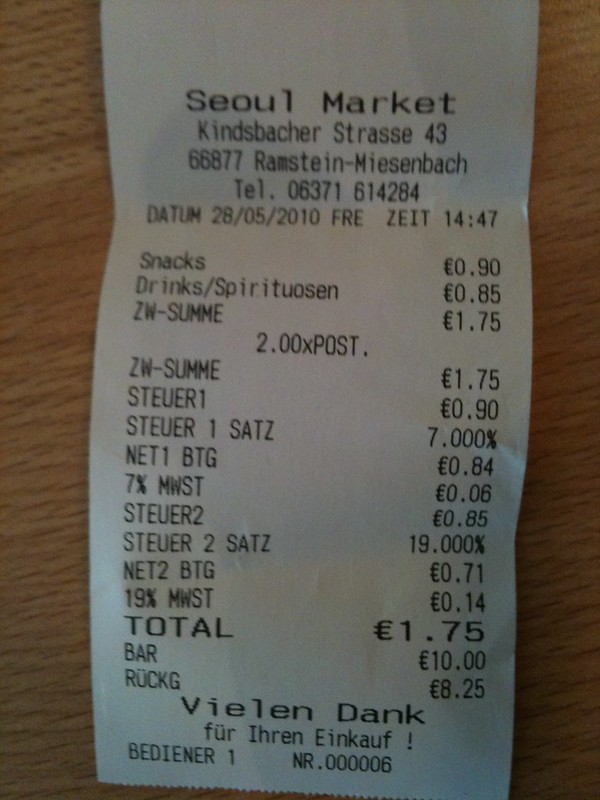 Seoul Market
Kindsbacher Strasse 43
66877 Ramstein-Miesenbach
Tel. 06371 614284
DATUM 28/05/2010 FRE ZEIT 14:47
Snacks €0.90
Drinks/Spirituosen €0.85
ZW-SUMME €1.75
2.00xPOST.
ZW-SUMME €1.75
STEUER1 €0.90
STEUER 1 SATZ 7.000%
NET1 BTG €0.84
7% MWST €0.06
STEUER2 €0.85
STEUER 2 SATZ 19.000%
NET2 BTG €0.71
19% MWST €0.14
TOTAL €1.75
BAR €10.00
RÜCKG €8.25
Vielen Dank
für Ihren Einkauf !
BEDIENER 1 NR.000006